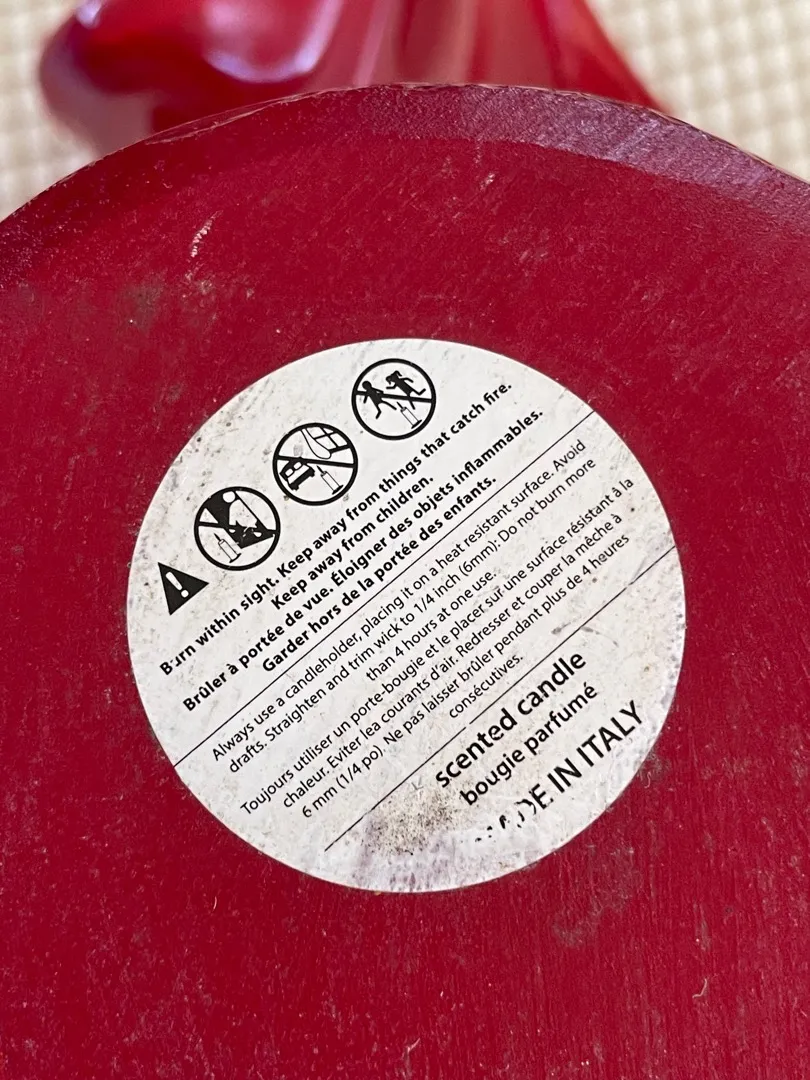 Burn within sight. Keep away from things that catch fire.
Keep away from children.
Brûler à portée de vue. Éloigner des objets inflammables.
Garder hors de la portée des enfants.
Always use a candleholder, placing it on a heat resistant surface. Avoid
drafts. Straighten and trim wick to 1/4 inch (6mm); Do not burn more
than 4 hours at one use.
Toujours utiliser un porte-bougie et le placer sur une surface résistant à la
chaleur. Eviter lea courants d'air. Redresser et couper la mêche à
6 mm (1/4 po). Ne pas laisser brûler pendant plus de 4 heures
consécutives.
scented candle
bougie parfumé
MADE IN ITALY